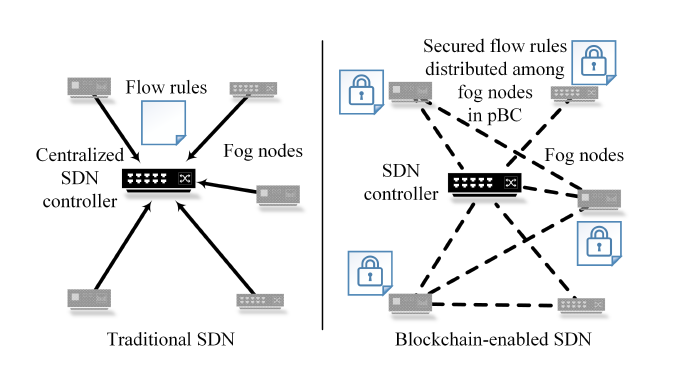 Flow rules
Centralized
SDN
controller
Fog nodes
Traditional SDN
Secured flow rules
distributed among
fog nodes
in pBC
SDN
controller
Fog nodes
Blockchain-enabled SDN